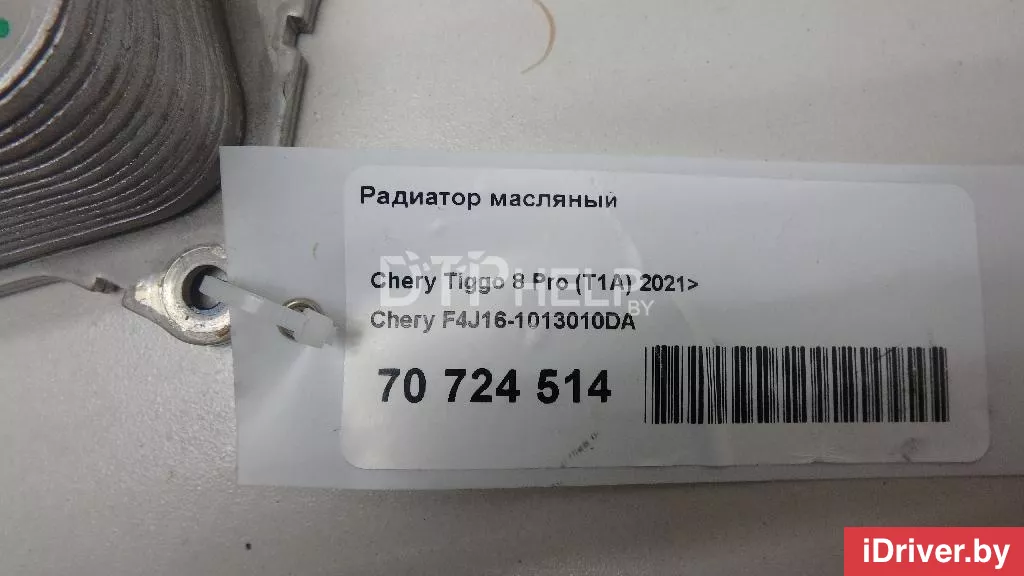 Радиатор масляный
Chery Tiggo 8 Pro (T1A) 2021>
DTPHELP.BY
Chery F4J16-1013010DA
70 724 514
iDriver.by